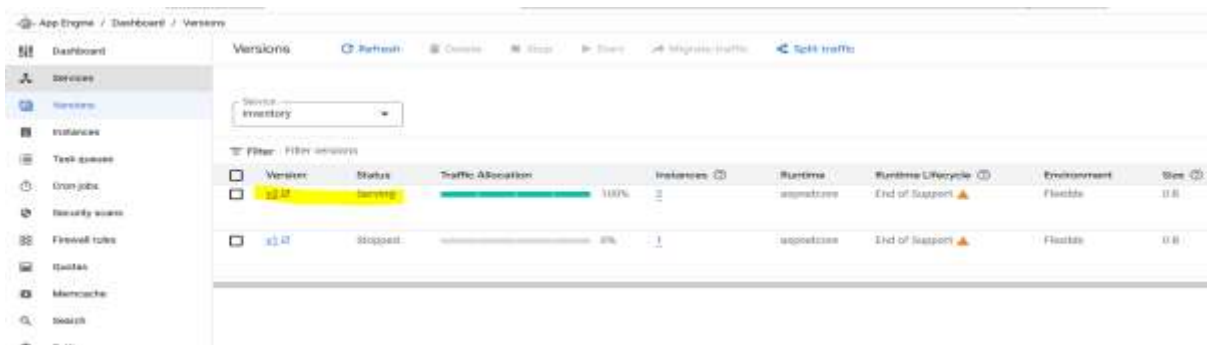 App Engine / Dashboard / Versions
Dashboard
Services
Versions
Instances
Task queues
Cron jobs
Security scans
Firewall rules
Quotas
Memcache
Search
Versions Refresh Delete Stop Start Migrate traffic Split traffic
Service
inventory
Filter Filter versions
Version Status Traffic Allocation Instances Runtime Runtime Lifecycle Environment Size
v2 Serving 100% 2 aspnetcore End of Support Flexible 0 B
v1 Stopped 0% 1 aspnetcore End of Support Flexible 0 B